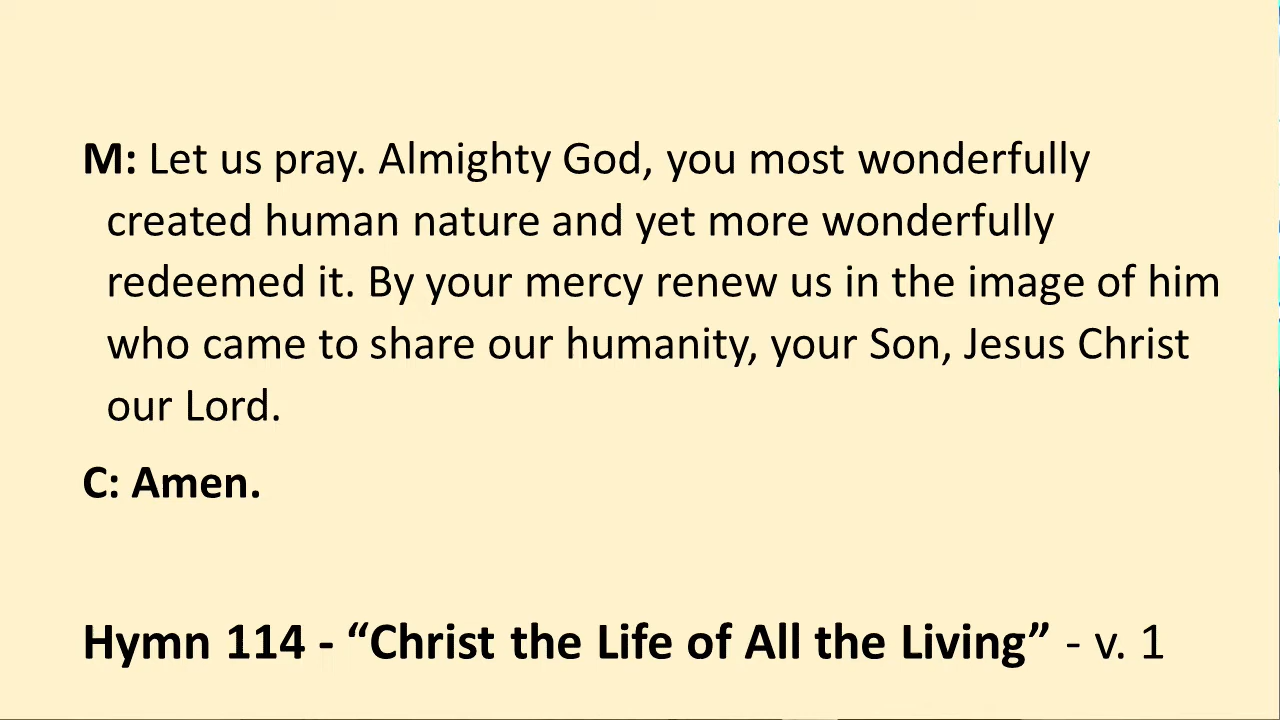 M: Let us pray. Almighty God, you most wonderfully
created human nature and yet more wonderfully
redeemed it. By your mercy renew us in the image of him
who came to share our humanity, your Son, Jesus Christ
our Lord.
C: Amen.
Hymn 114 - “Christ the Life of All the Living” - v. 1